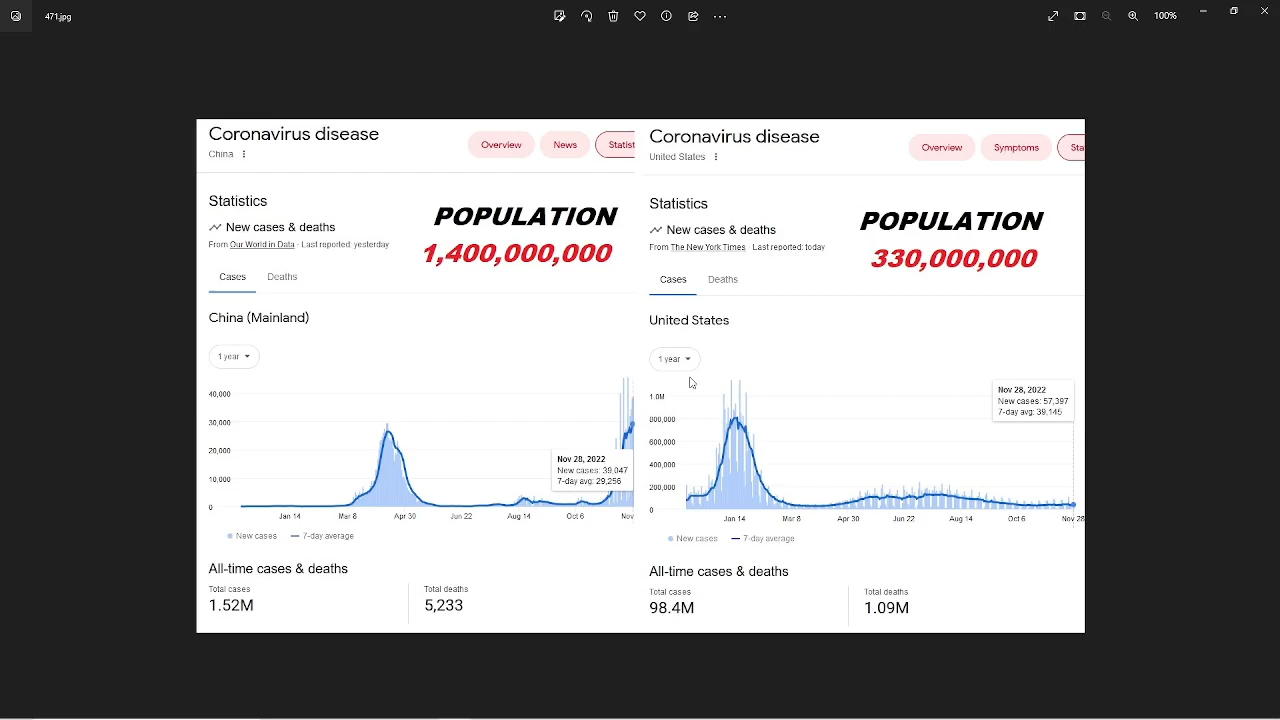 471.jpg
100%
Coronavirus disease
China
Overview
News
Statist
Statistics
POPULATION
New cases & deaths
1,400,000,000
From Our World in Data · Last reported: yesterday
Cases
Deaths
China (Mainland)
1 year
40,000
30,000
20,000
10,000
0
Nov 28, 2022
New cases: 39,047
7-day avg: 29,256
Jan 14
Mar 8
Apr 30
Jun 22
Aug 14
Oct 6
Nov
New cases
7-day average
All-time cases & deaths
Total cases
Total deaths
1.52M
5,233
Coronavirus disease
United States
Overview
Symptoms
Sta
Statistics
POPULATION
New cases & deaths
330,000,000
From The New York Times · Last reported: today
Cases
Deaths
United States
1 year
1.0M
800,000
600,000
400,000
200,000
0
Nov 28, 2022
New cases: 57,397
7-day avg: 39,145
Jan 14
Mar 8
Apr 30
Jun 22
Aug 14
Oct 6
Nov 28
New cases
7-day average
All-time cases & deaths
Total cases
Total deaths
98.4M
1.09M